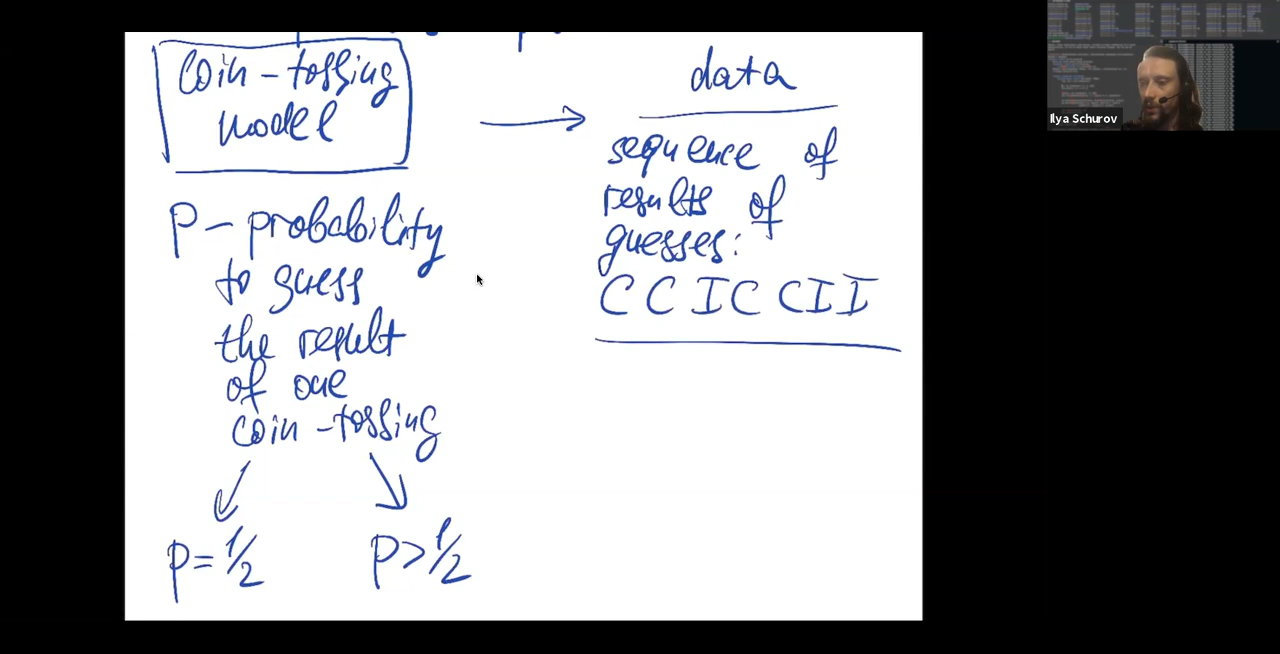 coin-tossing
model
p - probability
to guess
the result
of one
coin-tossing
p = 1/2
p > 1/2
data
sequence of
results of
guesses:
C C I C C I I
Ilya Schurov